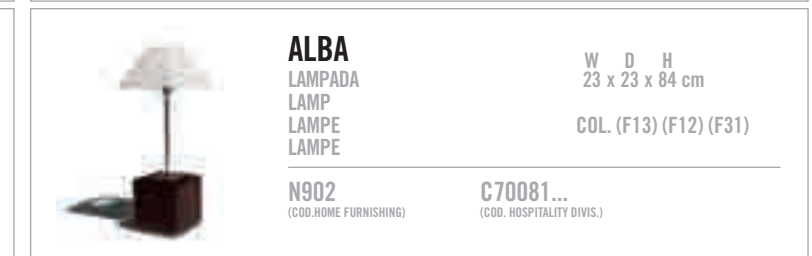 ALBA
LAMPADA
LAMP
LAMPE
LAMPE
W D H
23 x 23 x 84 cm
COL. (F13) (F12) (F31)
N902
(COD.HOME FURNISHING)
C70081...
(COD. HOSPITALITY DIVIS.)